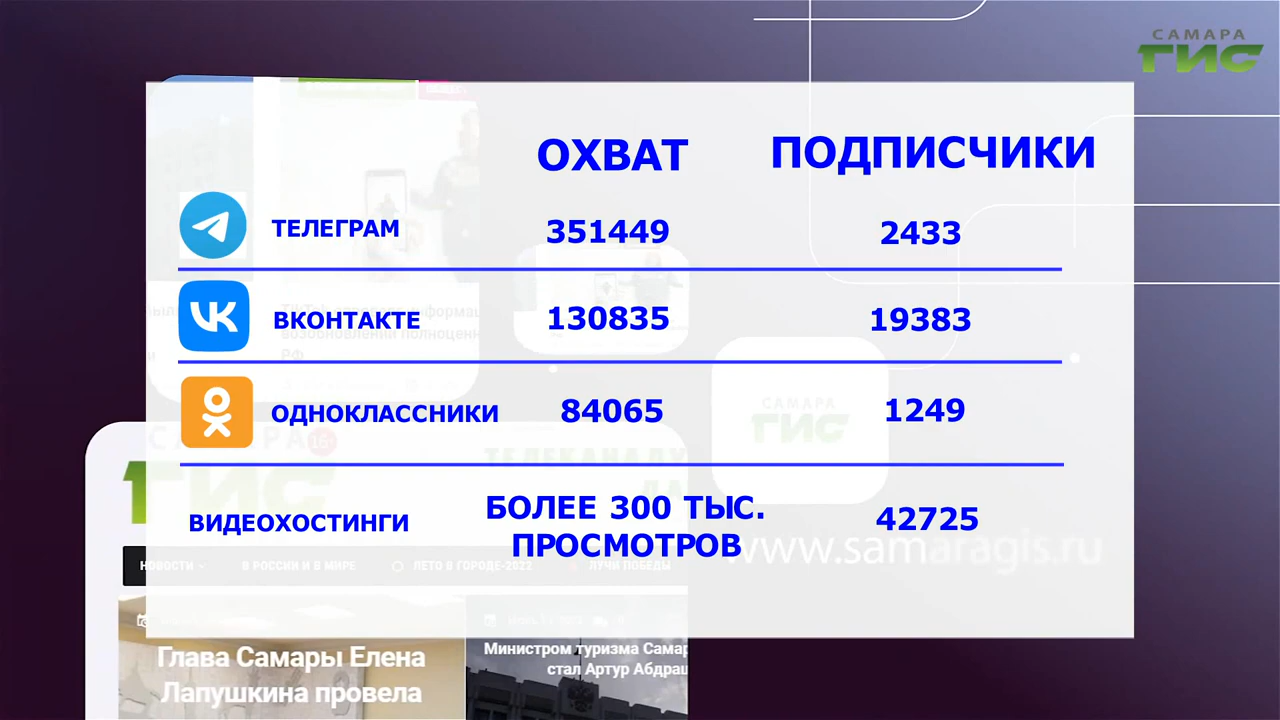 САМАРА
ГИС
ОХВАТ ПОДПИСЧИКИ
ТЕЛЕГРАМ 351449 2433
ВКОНТАКТЕ 130835 19383
ОДНОКЛАССНИКИ 84065 1249
САМАРА
ГИС
ВИДЕОХОСТИНГИ БОЛЕЕ 300 ТЫС. 42725
ПРОСМОТРОВ
www.samaragis.ru
НОВОСТИ В РОССИИ И В МИРЕ ЛЕТО В ГОРОДЕ-2022 ЛУЧИ ПОБЕДЫ
Глава Самары Елена
Лапушкина провела
Министром туризма Самар
стал Артур Абдра